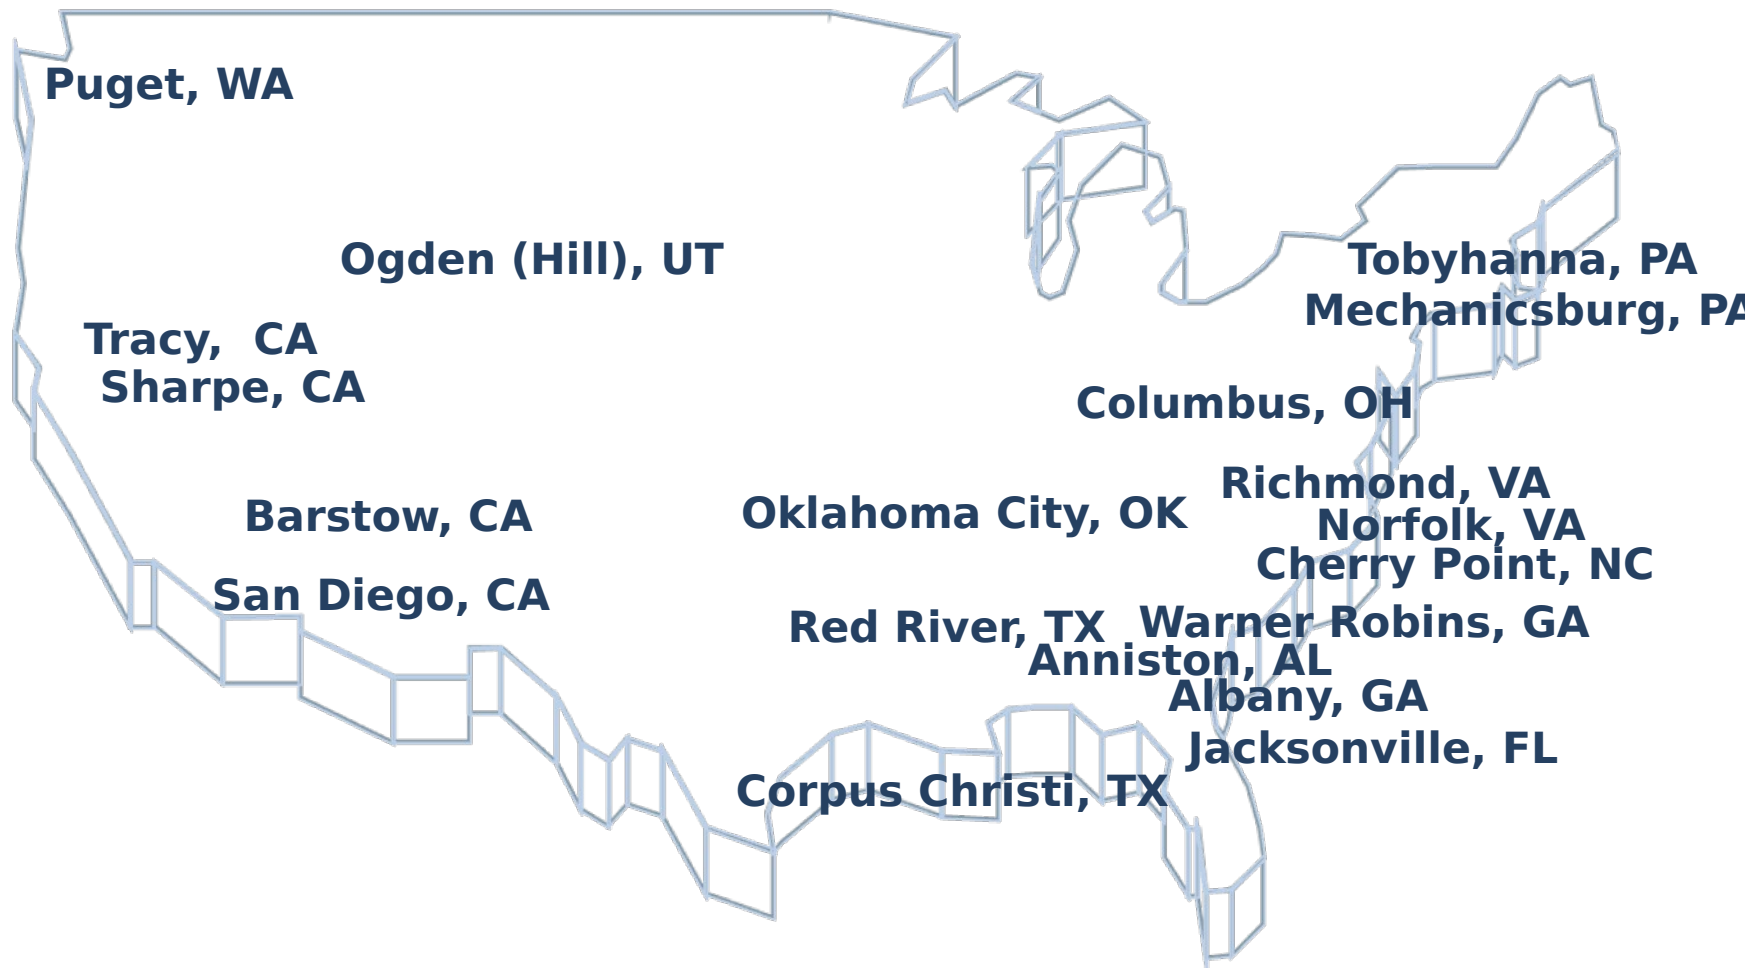 Puget, WA
Ogden (Hill), UT
Tobyhanna, PA
Mechanicsburg, PA
Tracy,  CA
Sharpe, CA
Columbus, OH
Richmond, VA
Oklahoma City, OK
Barstow, CA
Norfolk, VA
Cherry Point, NC
San Diego, CA
Red River, TX
Warner Robins, GA
Anniston, AL
Albany, GA
Jacksonville, FL
Corpus Christi, TX